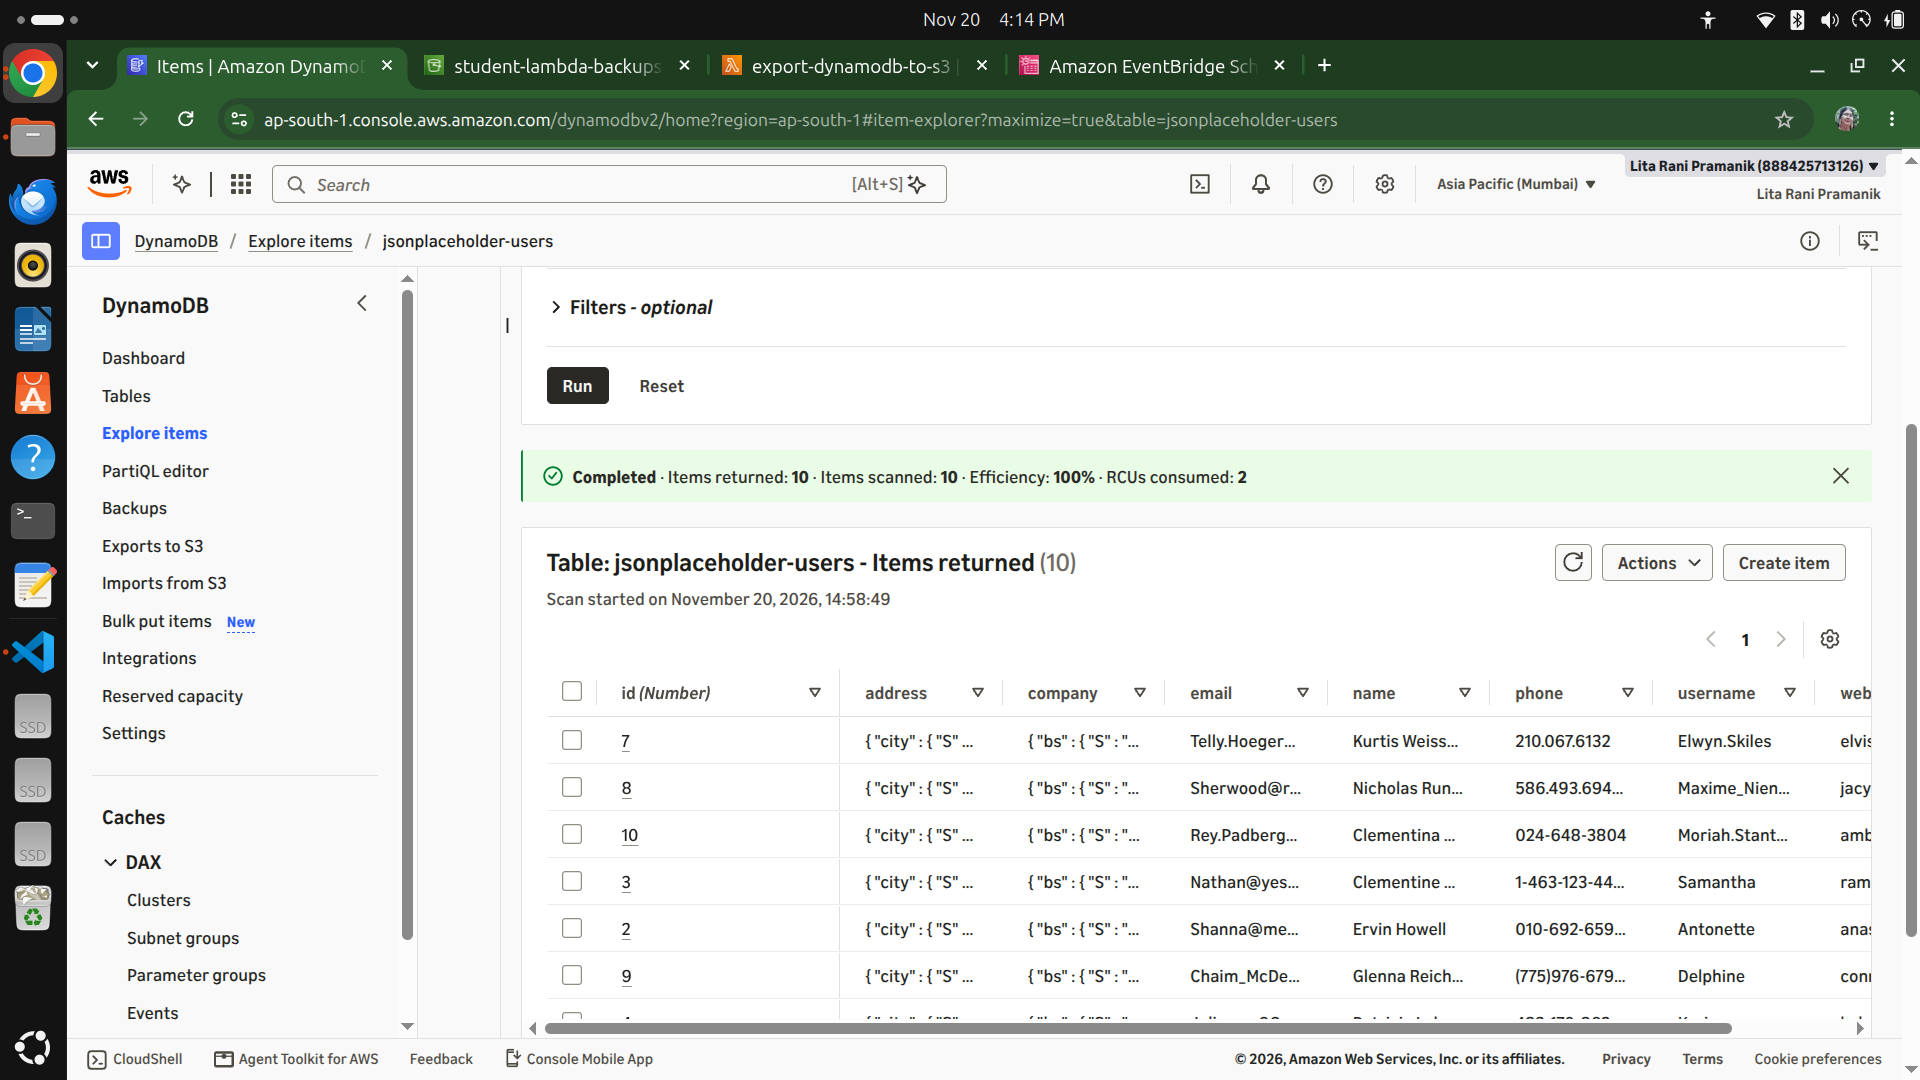 Nov 20 4:14 PM
Items | Amazon Dynamo
student-lambda-backups
export-dynamodb-to-s3
Amazon EventBridge Sch
ap-south-1.console.aws.amazon.com/dynamodbv2/home?region=ap-south-1#item-explorer?maximize=true&table=jsonplaceholder-users
aws
Search
[Alt+S]
Asia Pacific (Mumbai)
Lita Rani Pramanik (888425713126)
Lita Rani Pramanik
DynamoDB / Explore items / jsonplaceholder-users
DynamoDB
Dashboard
Tables
Explore items
PartiQL editor
Backups
Exports to S3
Imports from S3
Bulk put items New
Integrations
Reserved capacity
Settings
Caches
DAX
Clusters
Subnet groups
Parameter groups
Events
Filters - optional
Run Reset
Completed · Items returned: 10 · Items scanned: 10 · Efficiency: 100% · RCUs consumed: 2
Table: jsonplaceholder-users - Items returned (10)
Actions
Create item
Scan started on November 20, 2026, 14:58:49
1
id (Number) address company email name phone username web
7 { "city" : { "S" ... { "bs" : { "S" : "... Telly.Hoeger... Kurtis Weiss... 210.067.6132 Elwyn.Skiles elvis
8 { "city" : { "S" ... { "bs" : { "S" : "... Sherwood@r... Nicholas Run... 586.493.694... Maxime_Nien... jacy
10 { "city" : { "S" ... { "bs" : { "S" : "... Rey.Padberg... Clementina ... 024-648-3804 Moriah.Stant... amb
3 { "city" : { "S" ... { "bs" : { "S" : "... Nathan@yes... Clementine ... 1-463-123-44... Samantha ram
2 { "city" : { "S" ... { "bs" : { "S" : "... Shanna@me... Ervin Howell 010-692-659... Antonette anas
9 { "city" : { "S" ... { "bs" : { "S" : "... Chaim_McDe... Glenna Reich... (775)976-679... Delphine conn
SSD
SSD
SSD
CloudShell
Agent Toolkit for AWS
Feedback
Console Mobile App
© 2026, Amazon Web Services, Inc. or its affiliates.
Privacy
Terms
Cookie preferences